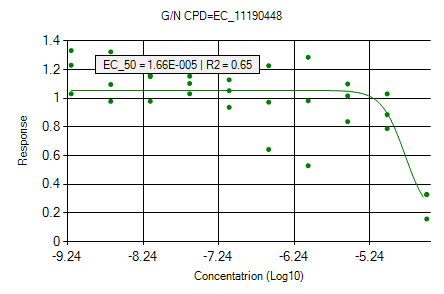 G/N CPD=EC_11190448
1.4
1.2
1
0.8
0.6
0.4
0.2
0
EC_50 = 1.66E-005 | R2 = 0.65
Response
-9.24 -8.24 -7.24 -6.24 -5.24
Concentatrion (Log10)